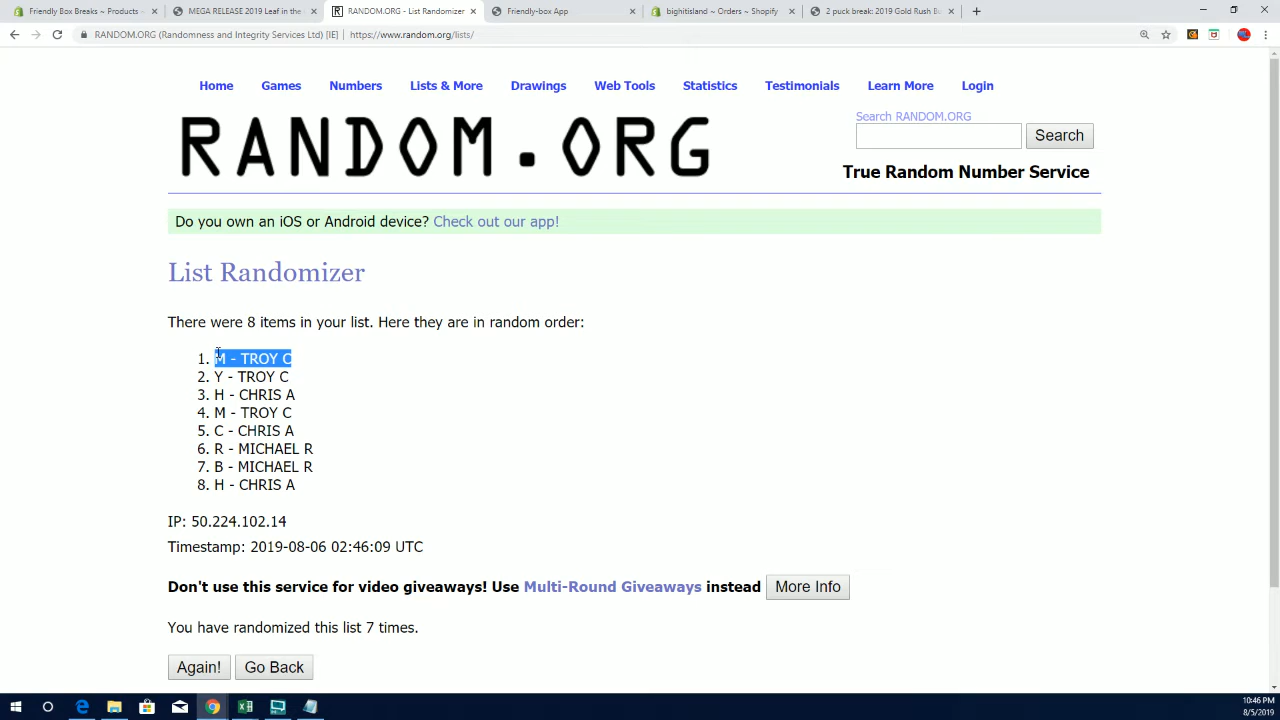 Friendly Box Breaks ~ Products
MEGA RELEASE 2019 Leaf in the
RANDOM.ORG - List Randomizer
Friendly-box App
bighitisland ~ Orders ~ Shopify
2 puck break: 2019 Gold Rush B
RANDOM.ORG (Randomness and Integrity Services Ltd) [IE] | https://www.random.org/lists/
Home Games Numbers Lists & More Drawings Web Tools Statistics Testimonials Learn More Login
RANDOM.ORG
Search RANDOM.ORG
Search
True Random Number Service
Do you own an iOS or Android device? Check out our app!
List Randomizer
There were 8 items in your list. Here they are in random order:
1. M - TROY C
2. Y - TROY C
3. H - CHRIS A
4. M - TROY C
5. C - CHRIS A
6. R - MICHAEL R
7. B - MICHAEL R
8. H - CHRIS A
IP: 50.224.102.14
Timestamp: 2019-08-06 02:46:09 UTC
Don't use this service for video giveaways! Use Multi-Round Giveaways instead More Info
You have randomized this list 7 times.
Again! Go Back
10:46 PM
8/5/2019